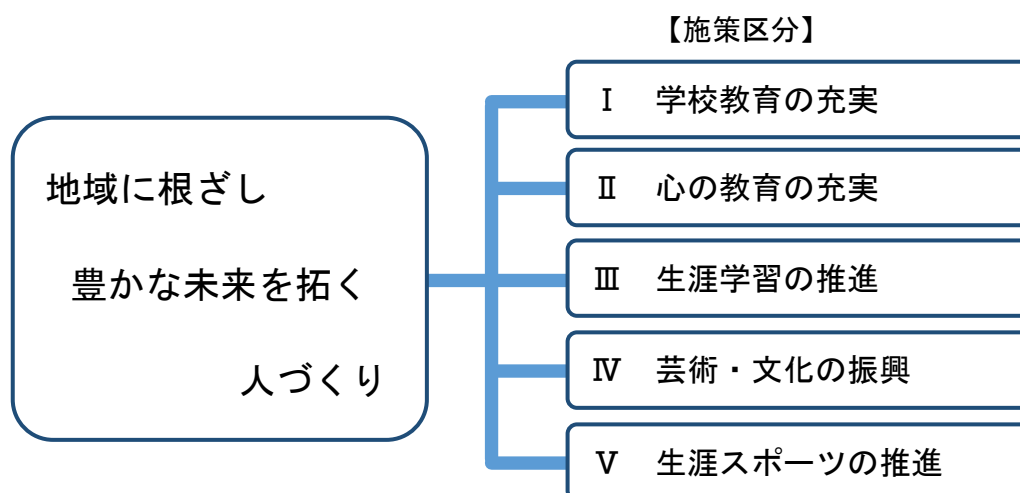 【施策区分】
地域に根ざし
豊かな未来を拓く
人づくり
Ⅰ 学校教育の充実
Ⅱ 心の教育の充実
Ⅲ 生涯学習の推進
Ⅳ 芸術・文化の振興
Ⅴ 生涯スポーツの推進